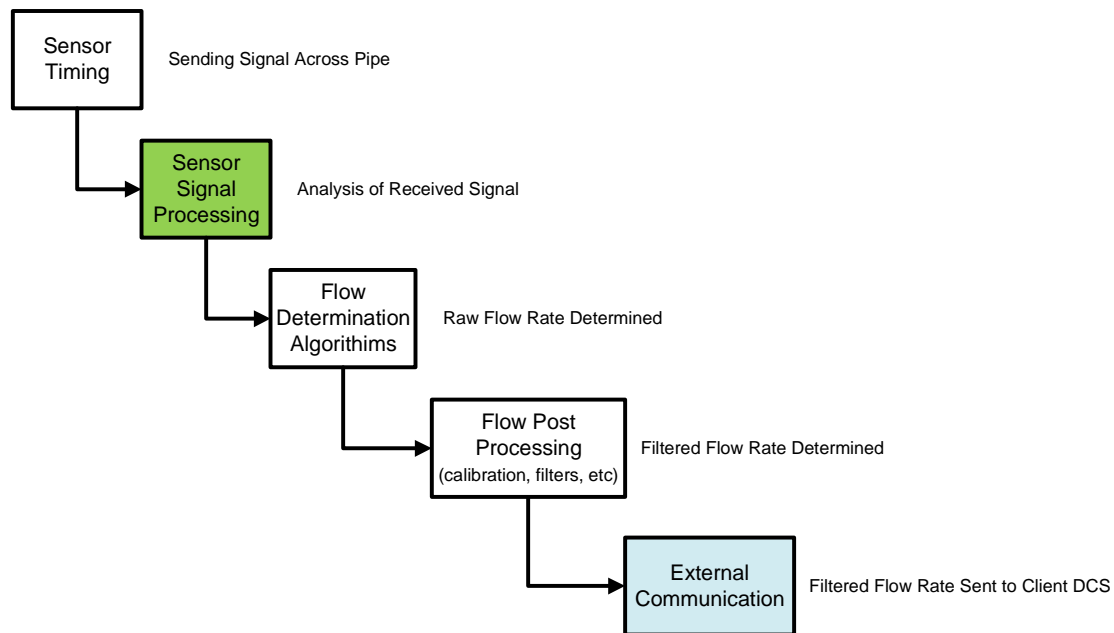 Sensor
Timing
Sending Signal Across Pipe
Sensor
Signal
Processing
Analysis of Received Signal
Flow
Determination
Algorithims
Raw Flow Rate Determined
Flow Post
Processing
(calibration, filters, etc)
Filtered Flow Rate Determined
External
Communication
Filtered Flow Rate Sent to Client DCS